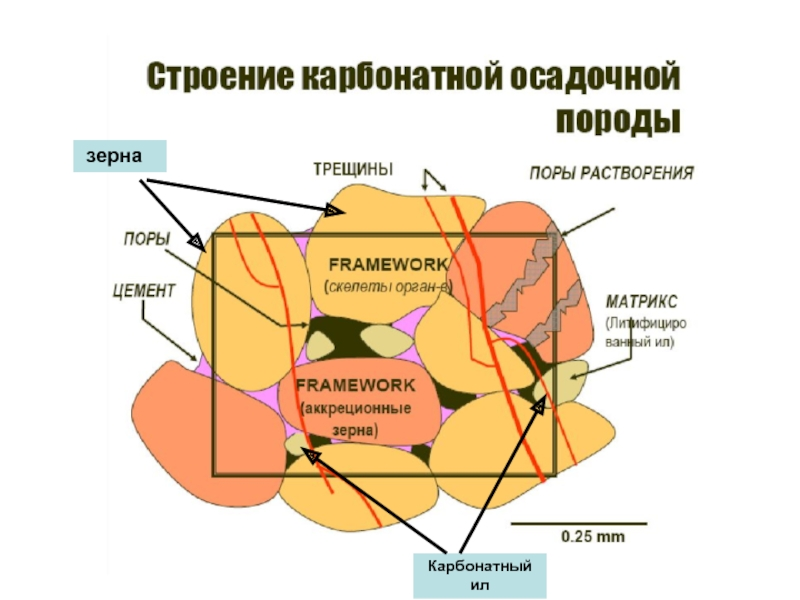 Строение карбонатной осадочной
породы
зерна
ТРЕЩИНЫ
ПОРЫ РАСТВОРЕНИЯ
ПОРЫ
FRAMEWORK
(скелеты орган-в)
ЦЕМЕНТ
МАТРИКС
(Литифициро
ванный ил)
FRAMEWORK
(аккреционные
зерна)
0.25 mm
Карбонатный
ил